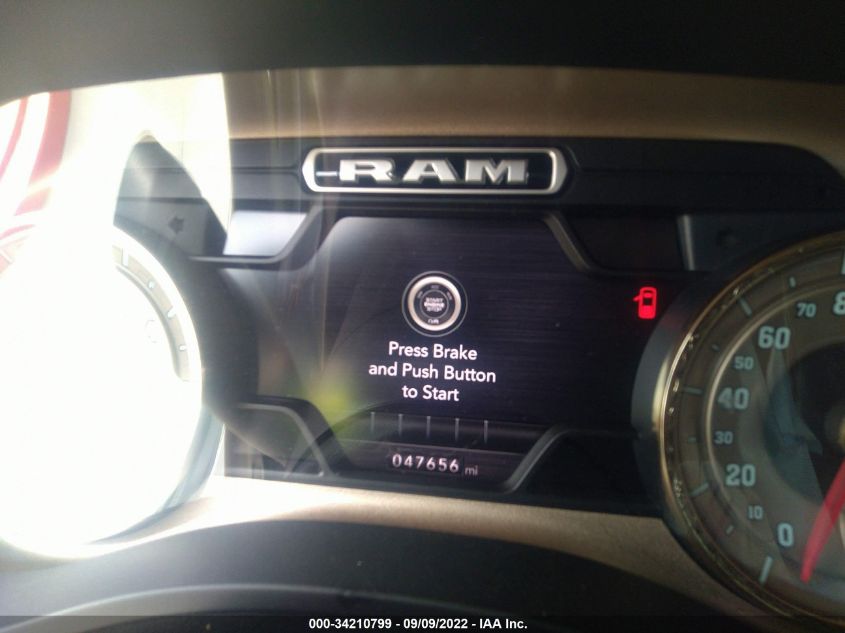 RAM
START
ENGINE
STOP
Press Brake
and Push Button
to Start
047656 mi
70
60
50
40
30
20
10
0
000-34210799 - 09/09/2022 - IAA Inc.